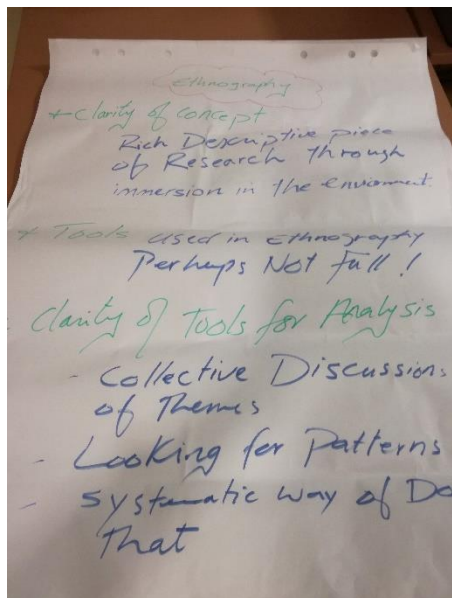 Ethnography
+ Clarity of concept
Rich Descriptive piece
of Research through
immersion in the Enviroment.
+ Tools used in Ethnography
Perhaps Not Full!
- Clarity of Tools for Analysis
- Collective Discussions
of Themes
- Looking for Patterns
- Systematic way of Do
That